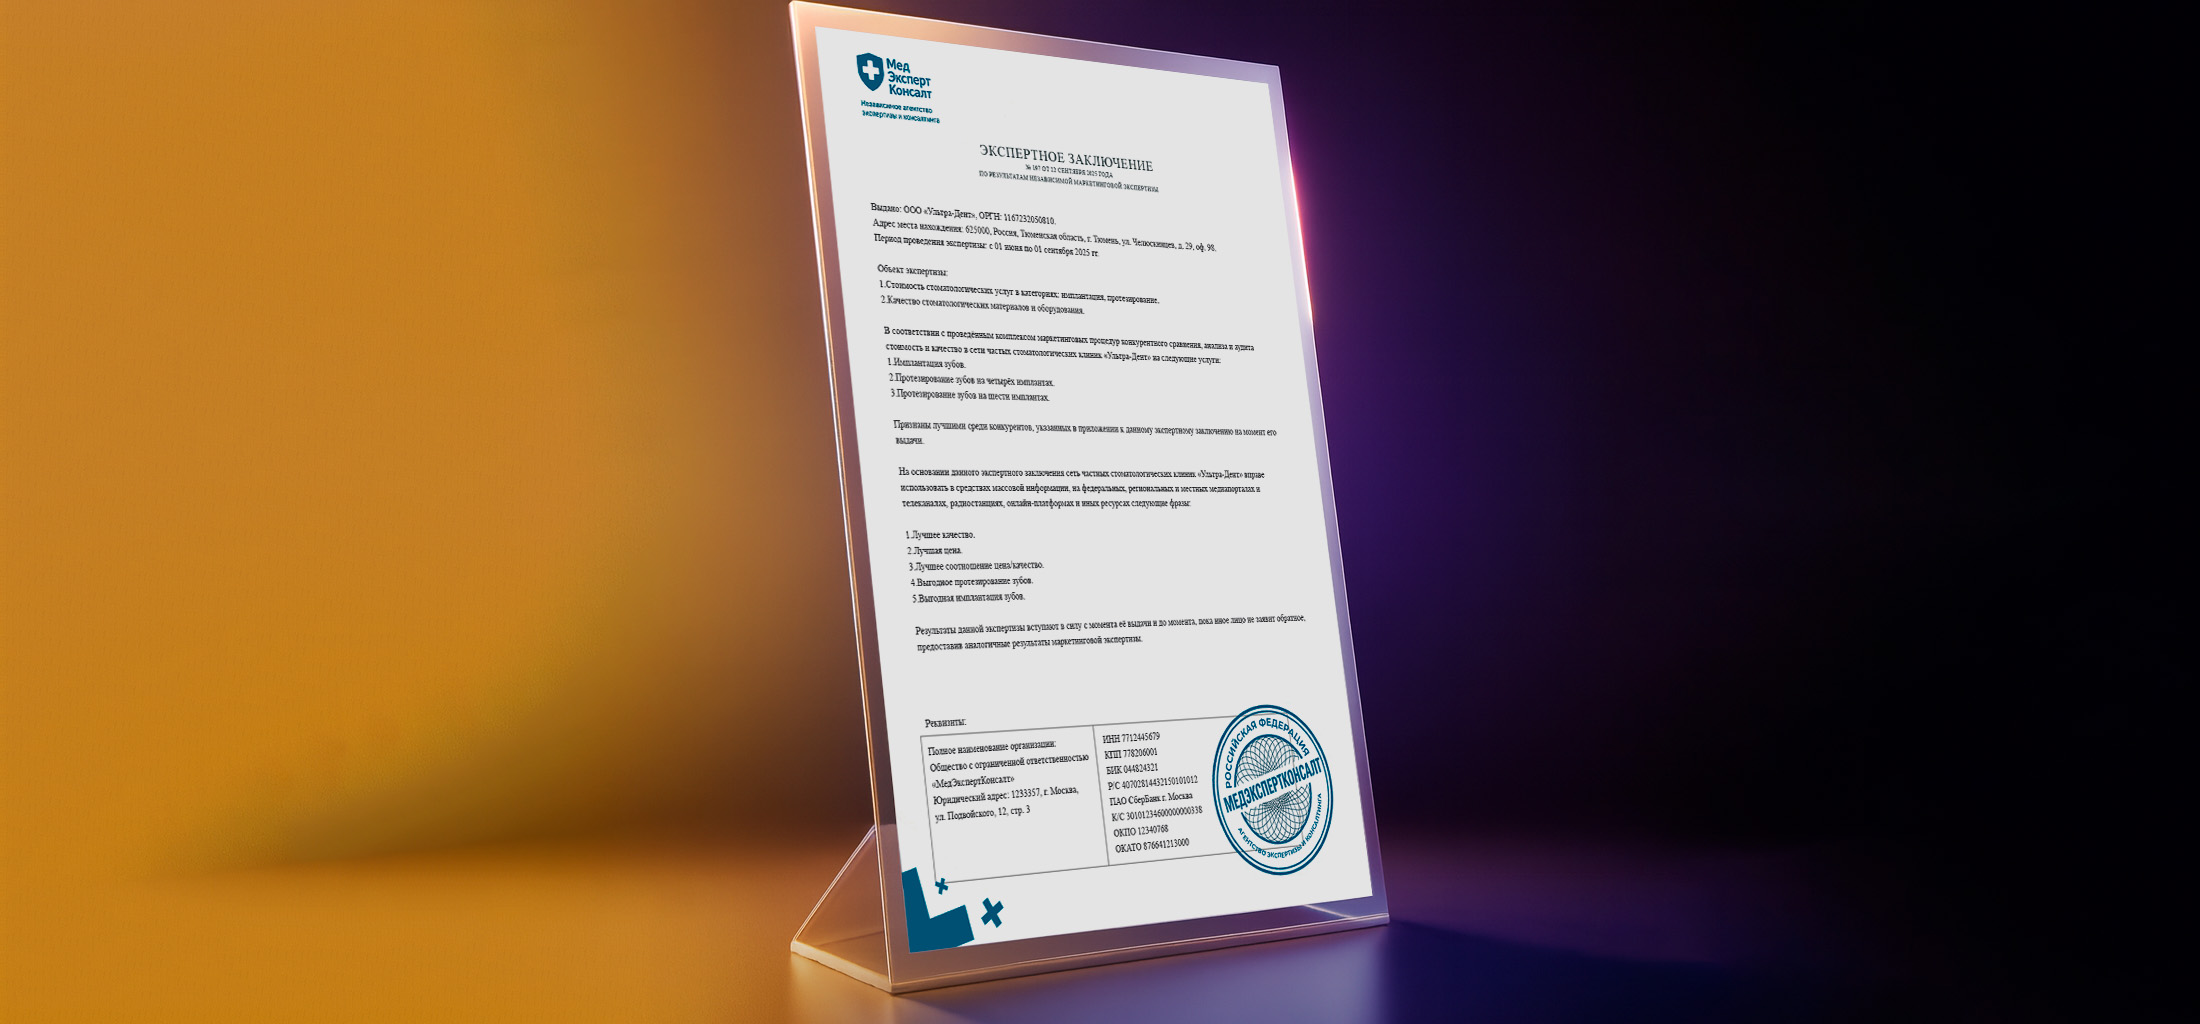 Мед
Эксперт
Консалт
Независимое агентство
экспертизы и консалтинга
ЭКСПЕРТНОЕ ЗАКЛЮЧЕНИЕ
№ 197 ОТ 12 СЕНТЯБРЯ 2025 ГОДА
ПО РЕЗУЛЬТАТАМ НЕЗАВИСИМОЙ МАРКЕТИНГОВОЙ ЭКСПЕРТИЗЫ
Выдано: ООО «Ультра-Дент», ОРГН: 1167232050810.
Адрес места нахождения: 625000, Россия, Тюменская область, г. Тюмень, ул. Челюскинцев, д. 29, оф. 98.
Период проведения экспертизы: с 01 июня по 01 сентября 2025 гг.
Объект экспертизы:
1.Стоимость стоматологических услуг в категориях: имплантация, протезирование.
2.Качество стоматологических материалов и оборудования.
В соответствии с проведённым комплексом маркетинговых процедур конкурентного сравнения, анализа и аудита
стоимость и качество в сети частых стоматологических клиник «Ультра-Дент» на следующие услуги:
1.Имплантация зубов.
2.Протезирование зубов на четырёх имплантах.
3.Протезирование зубов на шести имплантах.
Признаны лучшими среди конкурентов, указанных в приложении к данному экспертному заключению на момент его
выдачи.
На основании данного экспертного заключения сеть частных стоматологических клиник «Ультра-Дент» вправе
использовать в средствах массовой информации, на федеральных, региональных и местных медиапорталах и
телеканалах, радиостанциях, онлайн-платформах и иных ресурсах следующие фразы:
1.Лучшее качество.
2.Лучшая цена.
3.Лучшее соотношение цена/качество.
4.Выгодное протезирование зубов.
5.Выгодная имплантация зубов.
Результаты данной экспертизы вступают в силу с момента её выдачи и до момента, пока иное лицо не заявит обратное,
предоставив аналогичные результаты маркетинговой экспертизы.
Реквизиты:
Полное наименование организации:
Общество с ограниченной ответственностью
«МедЭкспертКонсалт»
Юридический адрес: 1233357, г. Москва,
ул. Подвойского, 12, стр. 3
ИНН 7712445679
КПП 778206001
БИК 044824321
Р/С 40702814432150101012
ПАО СберБанк г. Москва
К/С 30101234600000000338
ОКПО 12340768
ОКАТО 876641213000
РОССИЙСКАЯ ФЕДЕРАЦИЯ
МЕДЭКСПЕРТКОНСАЛТ
АГЕНТСТВО ЭКСПЕРТИЗЫ И КОНСАЛТИНГА